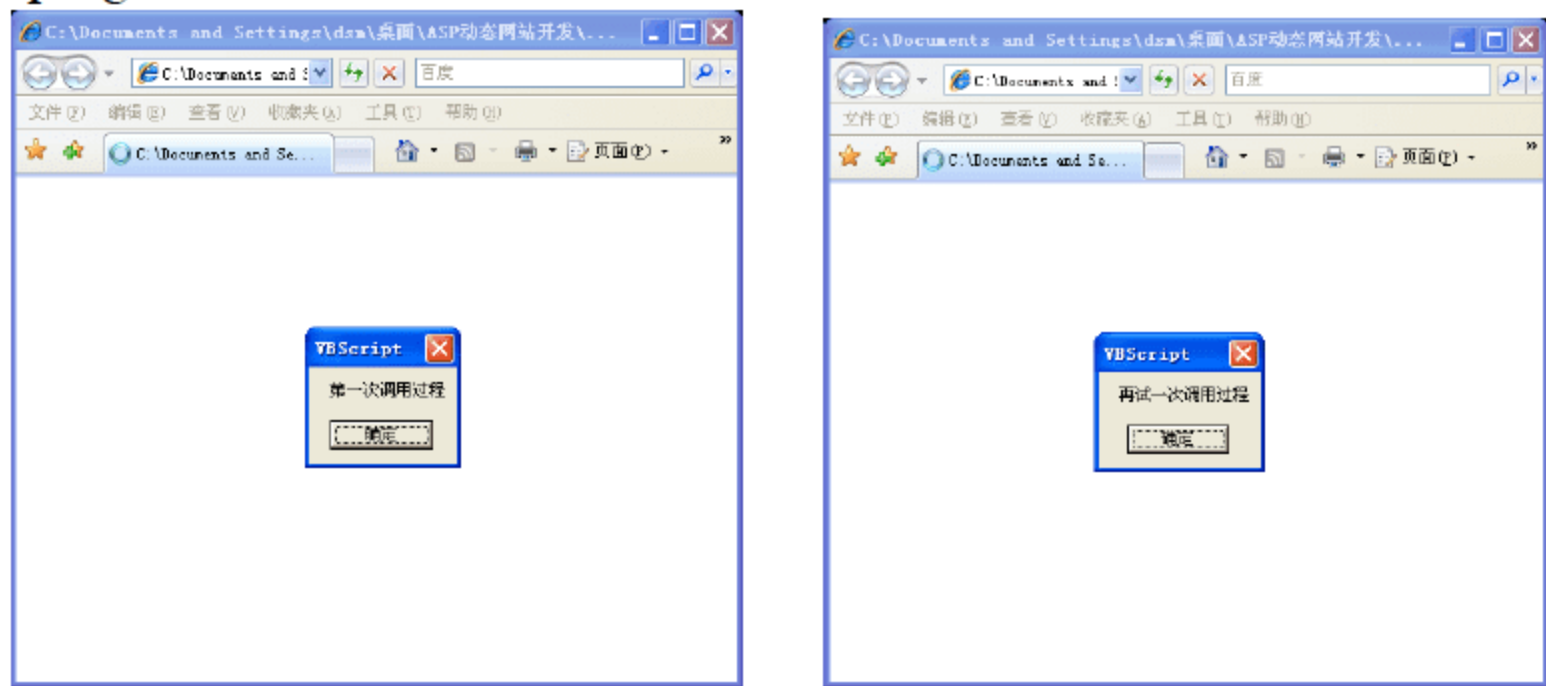 C:\Documents and Settings\dsm\桌面\ASP动态网站开发\...
C:\Documents and S
百度
文件(F) 编辑(E) 查看(V) 收藏夹(A) 工具(T) 帮助(H)
C:\Documents and Se...
页面(P)
»
VBScript
第一次调用过程
确定
C:\Documents and Settings\dsm\桌面\ASP动态网站开发\...
C:\Documents and
百度
文件(F) 编辑(E) 查看(V) 收藏夹(A) 工具(T) 帮助(H)
C:\Documents and Se...
页面(P)
»
VBScript
再试一次调用过程
确定